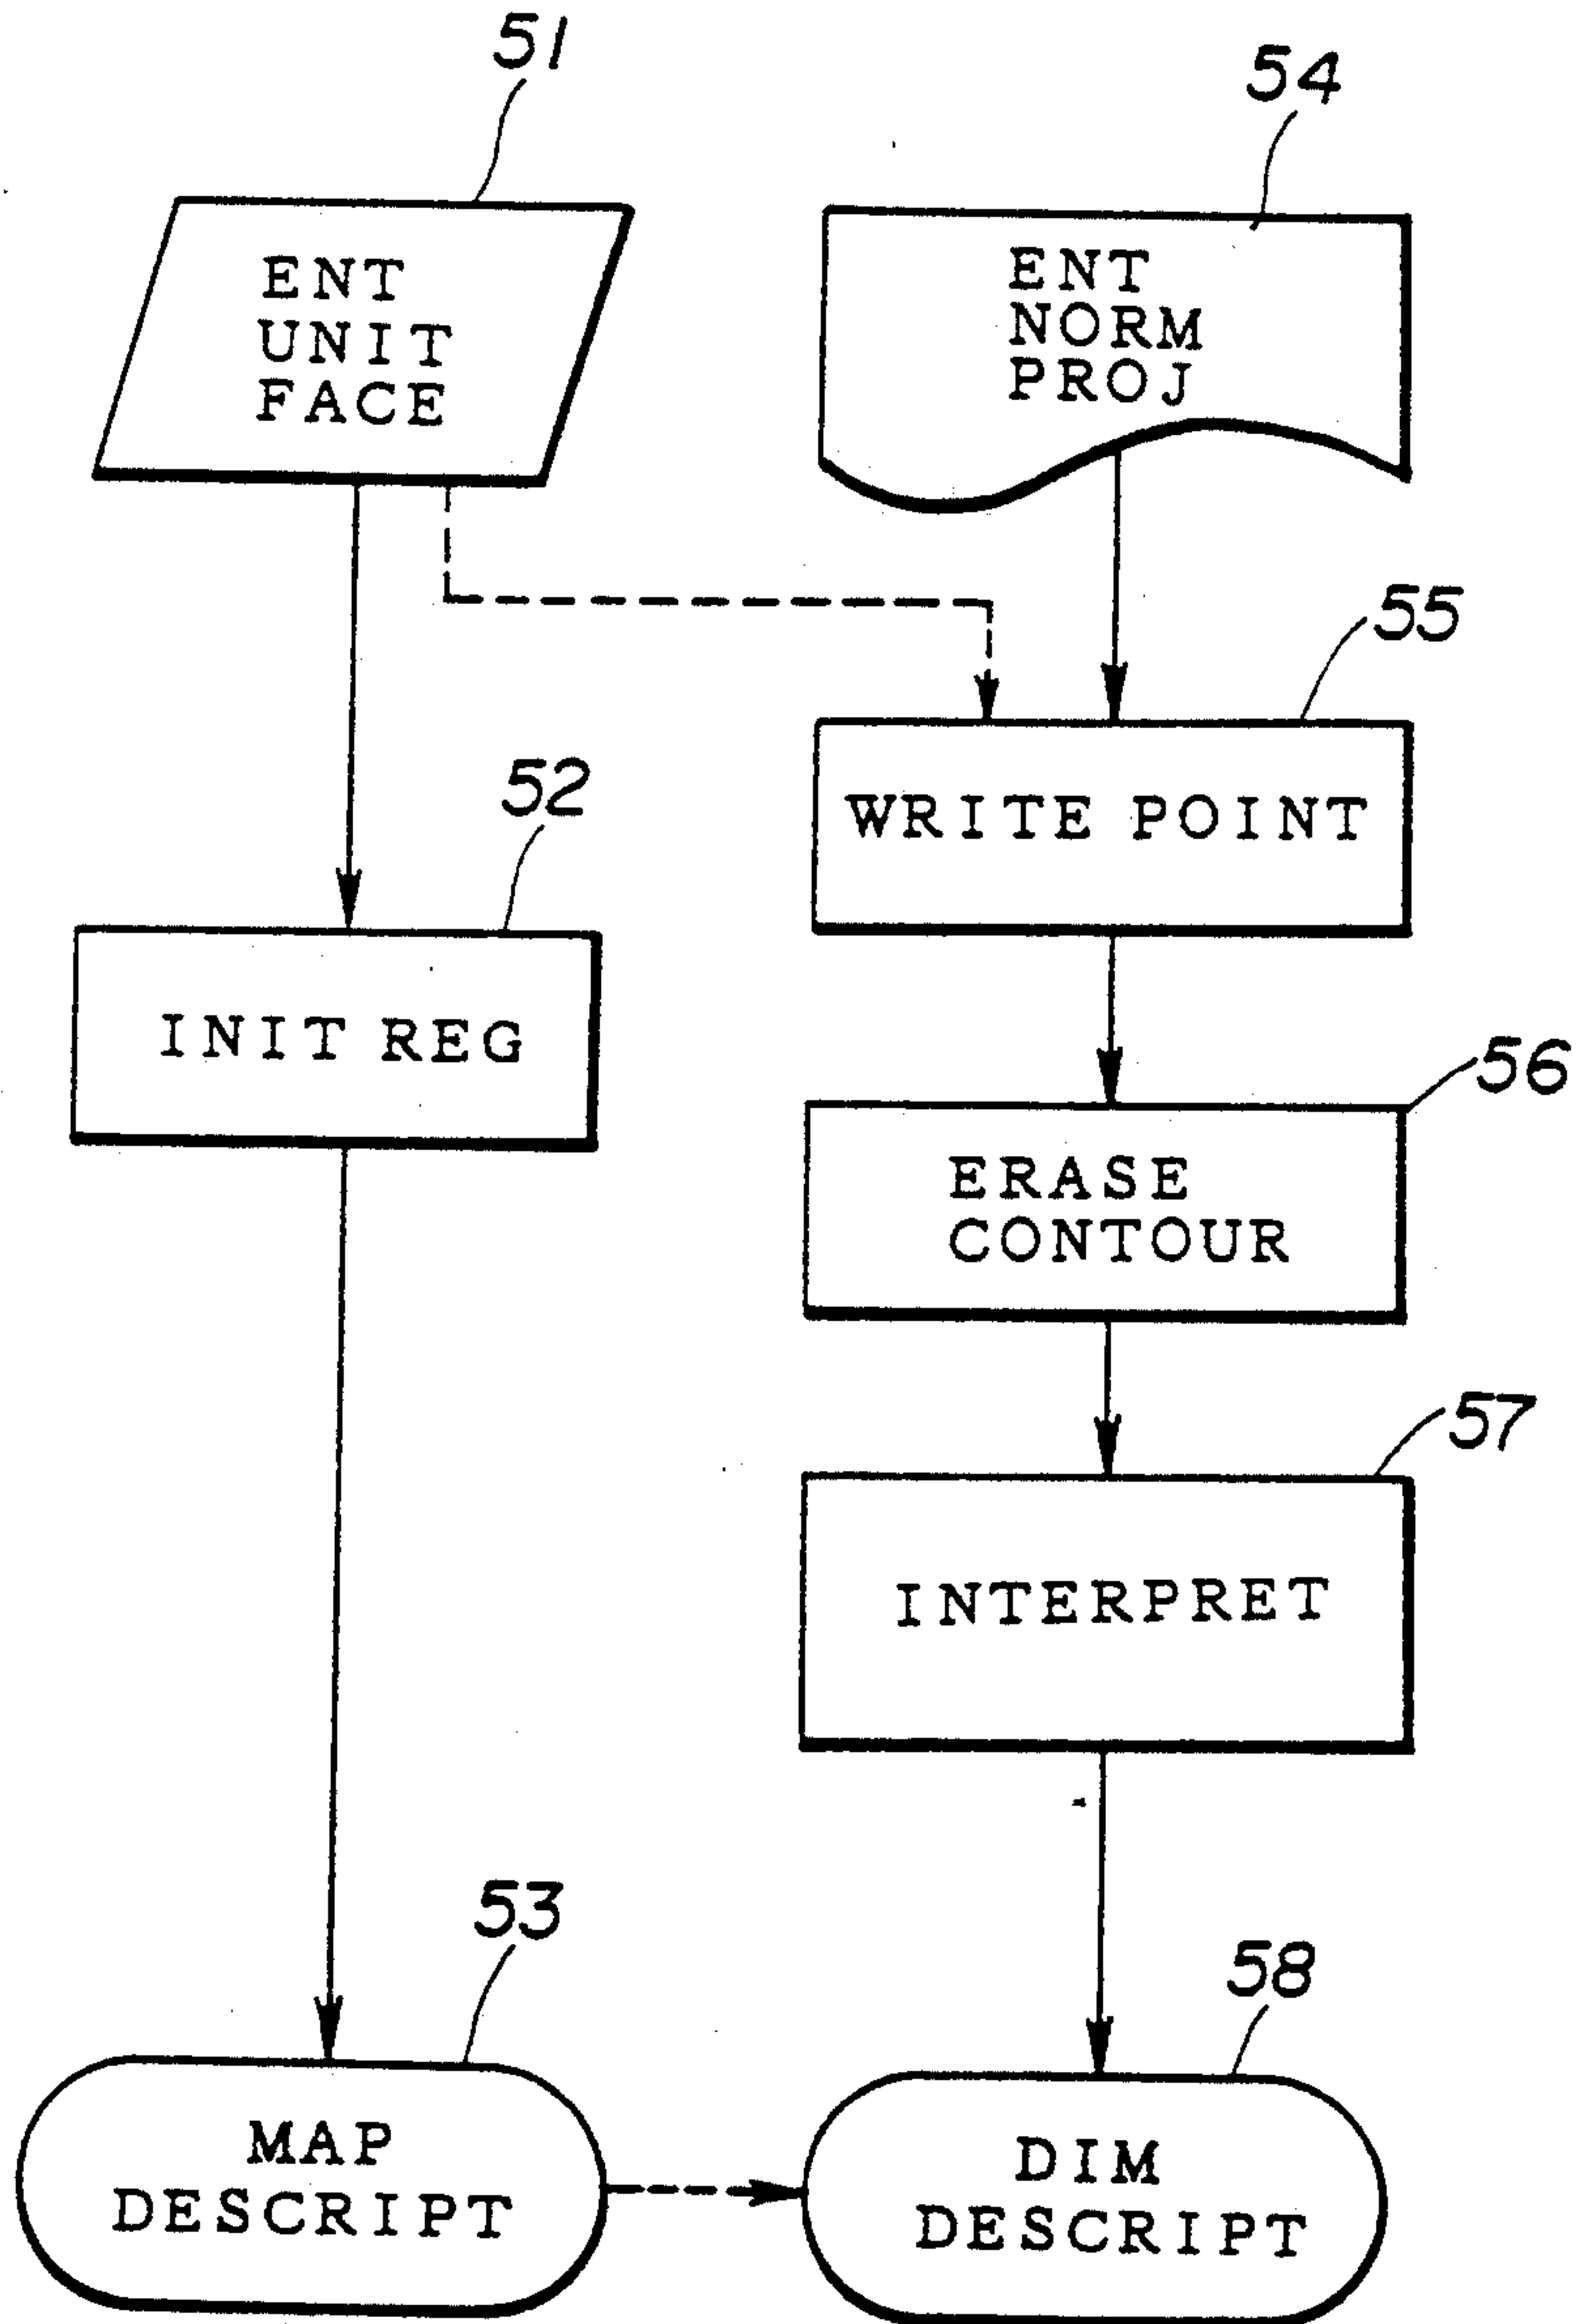 51
ENT
UNIT
FACE
54
ENT
NORM
PROJ
55
WRITE POINT
52
INIT REG
56
ERASE
CONTOUR
57
INTERPRET
53
MAP
DESCRIPT
58
DIM
DESCRIPT